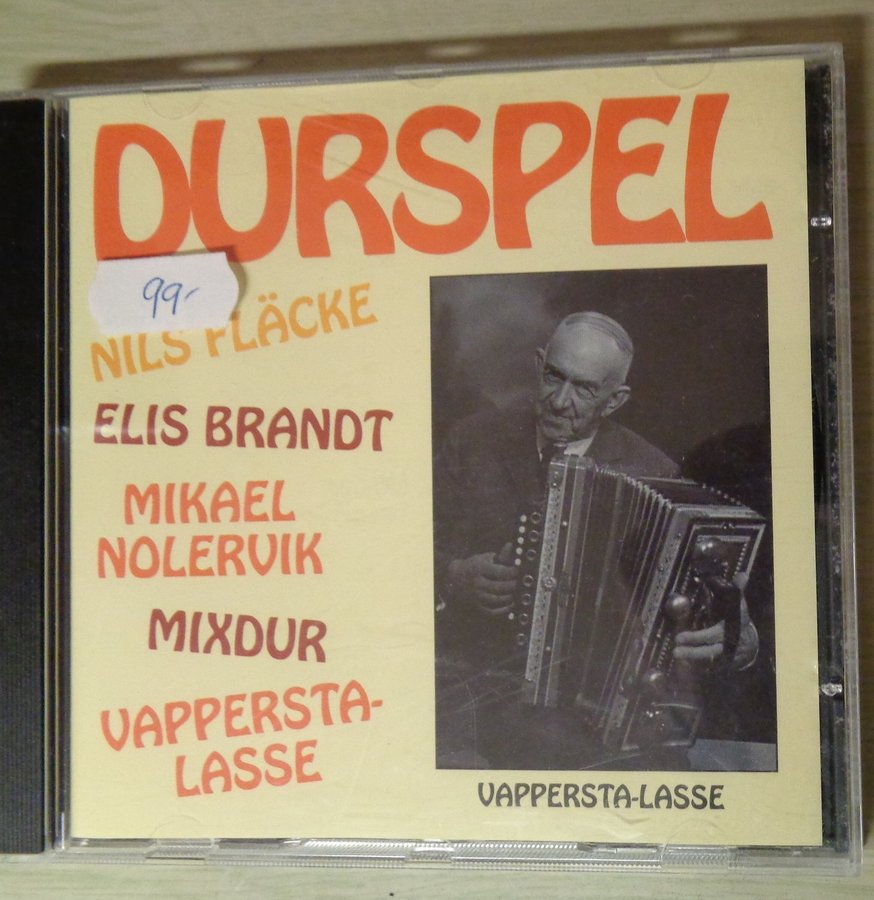 DURSPEL
99:-
NILS FLÄCKE
ELIS BRANDT
MIKAEL
NOLERVIK
MIXDUR
VAPPERSTA-
LASSE
VAPPERSTA-LASSE